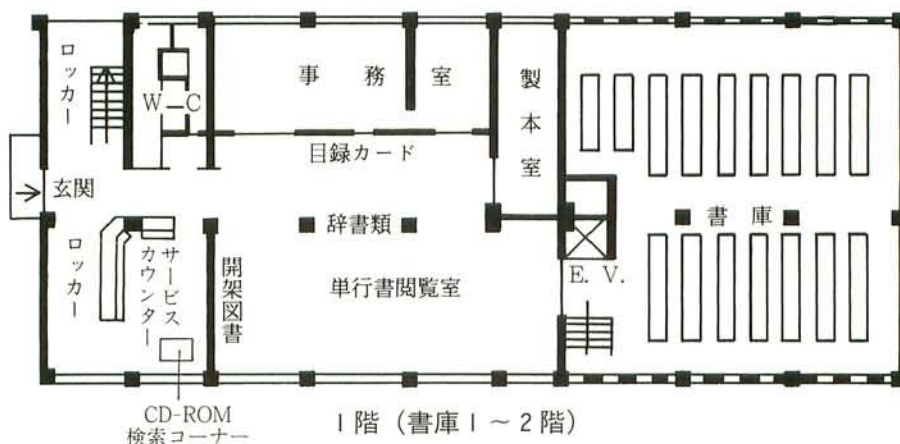 ロッカー
W—C
事務室
製本室
目録カード
玄関
辞書類
書庫
ロッカー
サービス
カウンター
開架図書
単行書閲覧室
E. V.
CD-ROM
検索コーナー
1階（書庫1～2階）